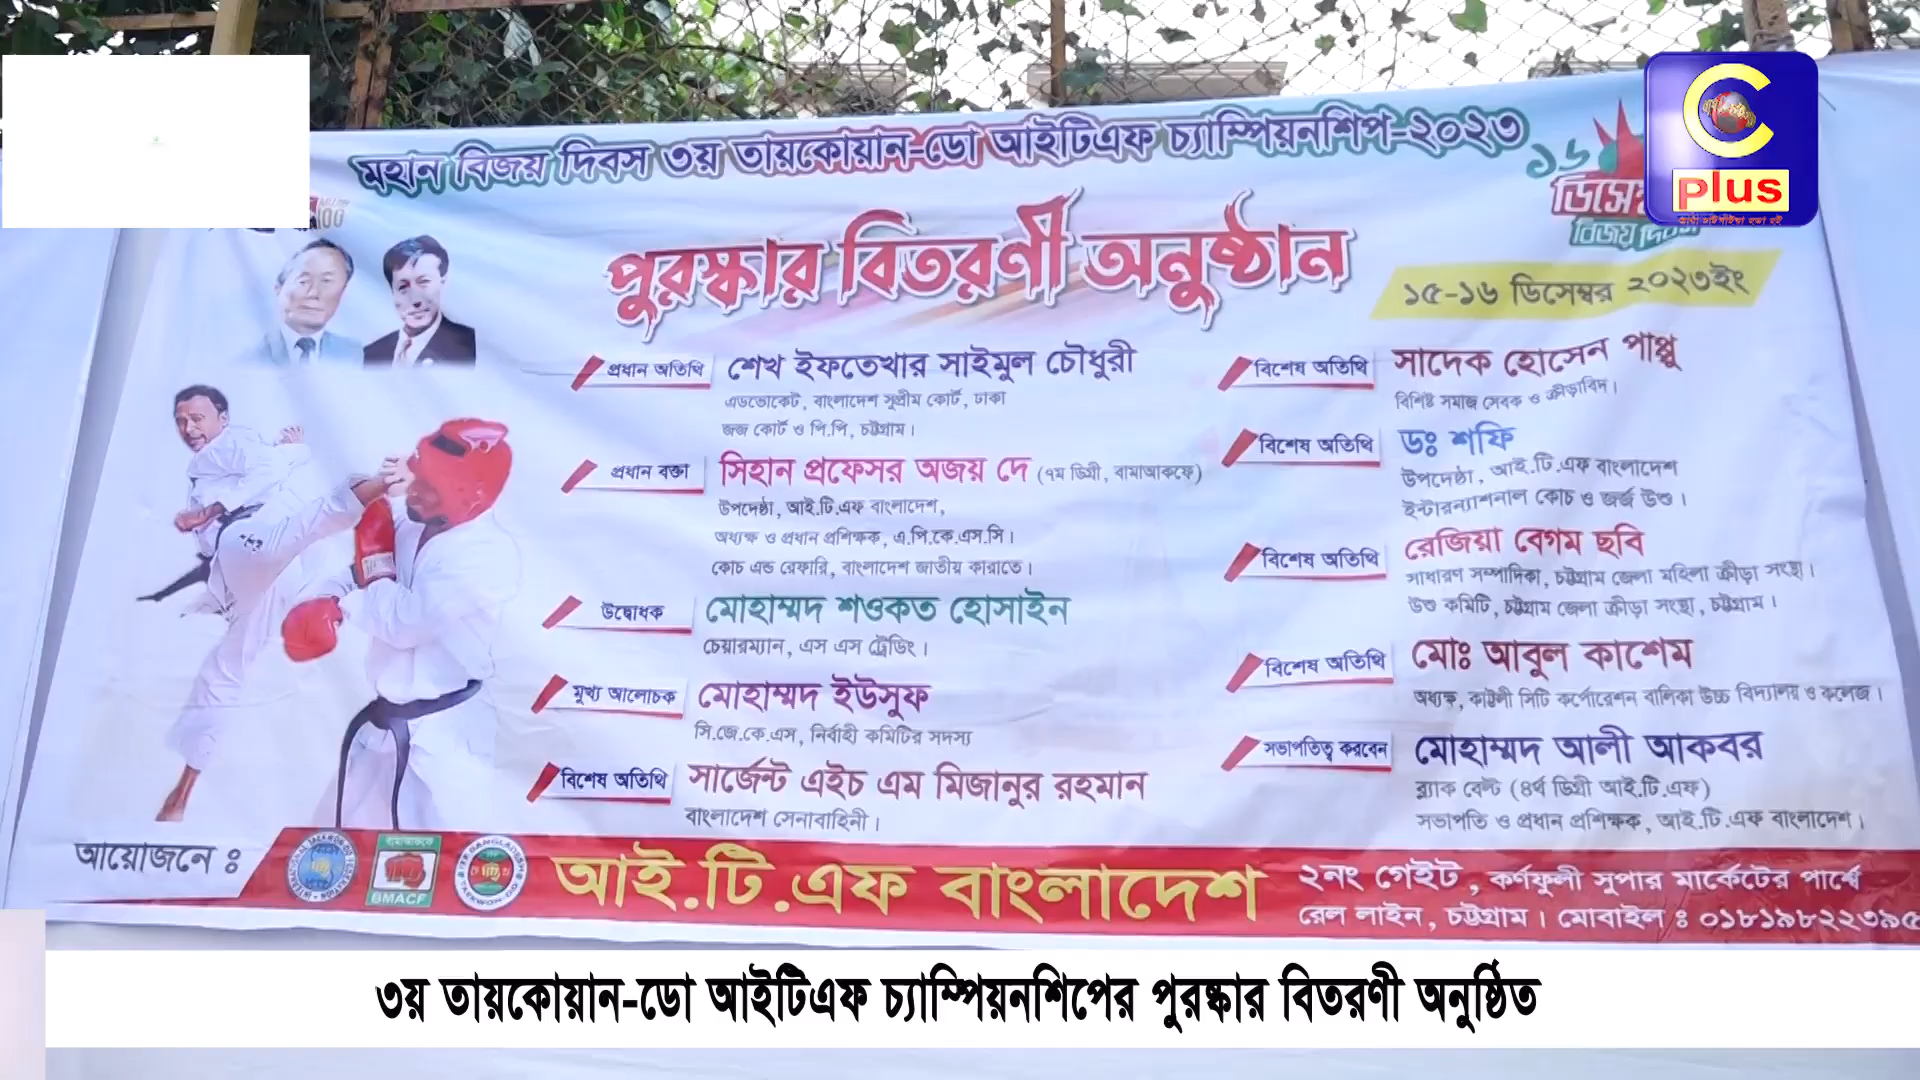 মহান বিজয় দিবস ৩য় তায়কোয়ান-ডো আইটিএফ চ্যাম্পিয়নশিপ-২০২৩
পুরস্কার বিতরণী অনুষ্ঠান
১৬
বিজয়
১৫-১৬ ডিসেম্বর ২০২৩ইং
C
plus
100
প্রধান অতিথি শেখ ইফতেখার সাইমুল চৌধুরী
এডভোকেট, বাংলাদেশ সুপ্রীম কোর্ট, ঢাকা
জজ কোর্ট ও পি.পি, চট্টগ্রাম।
প্রধান বক্তা সিহান প্রফেসর অজয় দে (৭ম ডিগ্রী, বামাআকফে)
উপদেষ্ঠা, আই.টি.এফ বাংলাদেশ,
অধ্যক্ষ ও প্রধান প্রশিক্ষক, এ.পি.কে.এস.সি।
কোচ এন্ড রেফারি, বাংলাদেশ জাতীয় কারাতে।
উদ্বোধক মোহাম্মদ শওকত হোসাইন
চেয়ারম্যান, এস এস ট্রেডিং।
মুখ্য আলোচক মোহাম্মদ ইউসুফ
সি.জে.কে.এস, নির্বাহী কমিটির সদস্য
বিশেষ অতিথি সার্জেন্ট এইচ এম মিজানুর রহমান
বাংলাদেশ সেনাবাহিনী।
বিশেষ অতিথি সাদেক হোসেন পাপ্পু
বিশিষ্ট সমাজ সেবক ও ক্রীড়াবিদ।
বিশেষ অতিথি ডঃ শফি
উপদেষ্ঠা, আই.টি.এফ বাংলাদেশ
ইন্টারন্যাশনাল কোচ ও জর্জ উশু।
বিশেষ অতিথি রেজিয়া বেগম ছবি
সাধারণ সম্পাদিকা, চট্টগ্রাম জেলা মহিলা ক্রীড়া সংস্থা।
উশু কমিটি, চট্টগ্রাম জেলা ক্রীড়া সংস্থা, চট্টগ্রাম।
বিশেষ অতিথি মোঃ আবুল কাশেম
অধ্যক্ষ, কাট্টলী সিটি কর্পোরেশন বালিকা উচ্চ বিদ্যালয় ও কলেজ।
সভাপতিত্ব করবেন মোহাম্মদ আলী আকবর
ব্ল্যাক বেল্ট (৪র্থ ডিগ্রী আই.টি.এফ)
সভাপতি ও প্রধান প্রশিক্ষক, আই.টি.এফ বাংলাদেশ।
আয়োজনে ঃ
BMACF
আই.টি.এফ বাংলাদেশ
২নং গেইট, কর্ণফুলী সুপার মার্কেটের পার্শ্বে
রেল লাইন, চট্টগ্রাম। মোবাইল ঃ ০১৮১৯৮২২৩৯৫
৩য় তায়কোয়ান-ডো আইটিএফ চ্যাম্পিয়নশিপের পুরষ্কার বিতরণী অনুষ্ঠিত